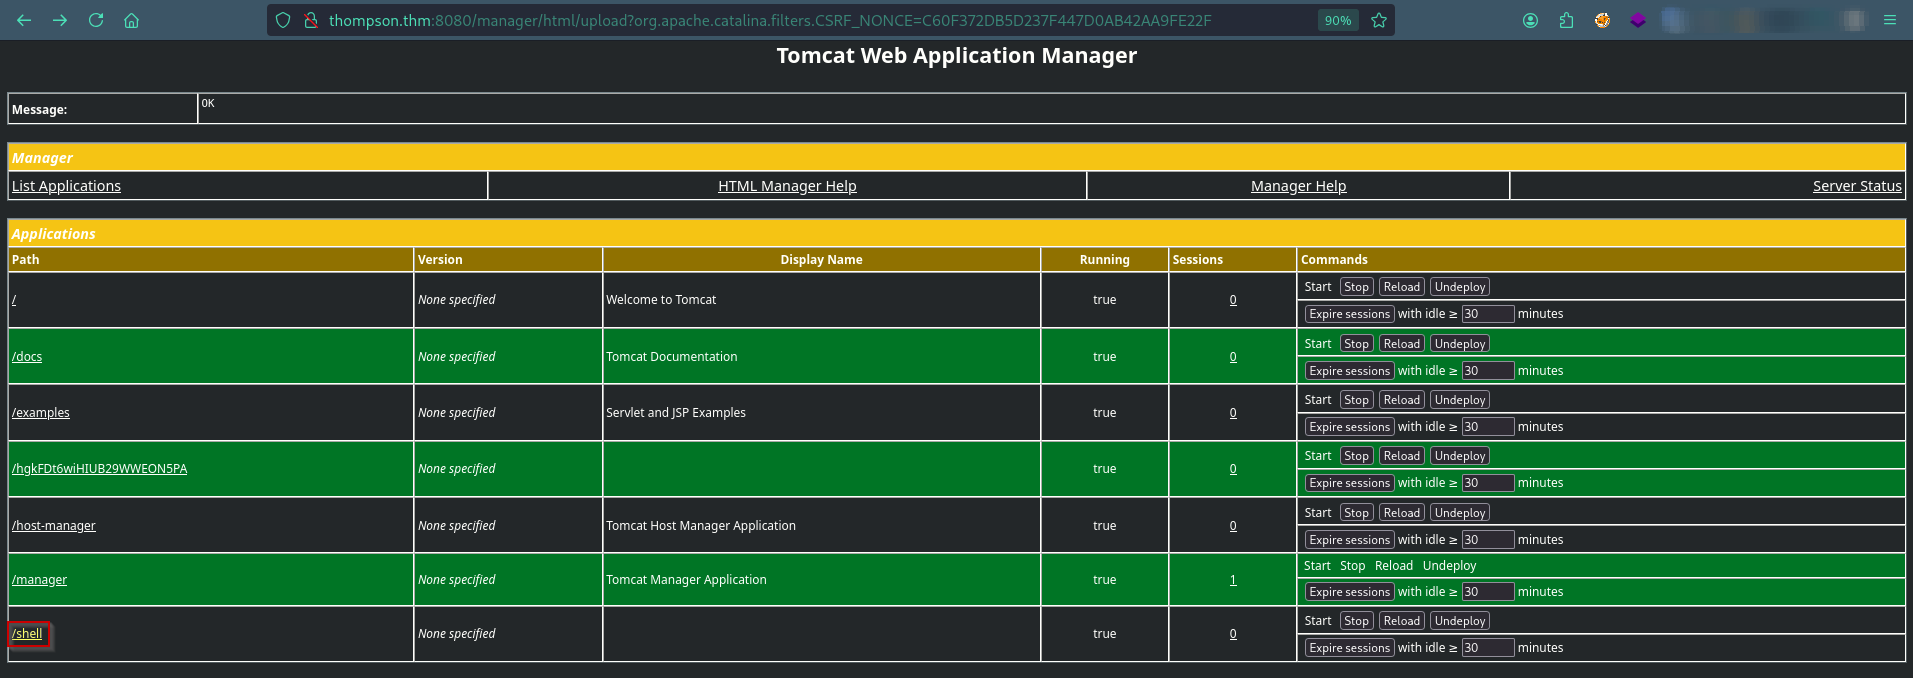 thompson.thm:8080/manager/html/upload?org.apache.catalina.filters.CSRF_NONCE=C60F372DB5D237F447D0AB42AA9FE22F 90%
Tomcat Web Application Manager
Message: OK
Manager
List Applications HTML Manager Help Manager Help Server Status
Applications
Path Version Display Name Running Sessions Commands
/ None specified Welcome to Tomcat true 0 Start Stop Reload Undeploy
Expire sessions with idle ≥ 30 minutes
/docs None specified Tomcat Documentation true 0 Start Stop Reload Undeploy
Expire sessions with idle ≥ 30 minutes
/examples None specified Servlet and JSP Examples true 0 Start Stop Reload Undeploy
Expire sessions with idle ≥ 30 minutes
/hgkFDt6wiHIUB29WWEON5PA None specified true 0 Start Stop Reload Undeploy
Expire sessions with idle ≥ 30 minutes
/host-manager None specified Tomcat Host Manager Application true 0 Start Stop Reload Undeploy
Expire sessions with idle ≥ 30 minutes
/manager None specified Tomcat Manager Application true 1 Start Stop Reload Undeploy
Expire sessions with idle ≥ 30 minutes
/shell None specified true 0 Start Stop Reload Undeploy
Expire sessions with idle ≥ 30 minutes